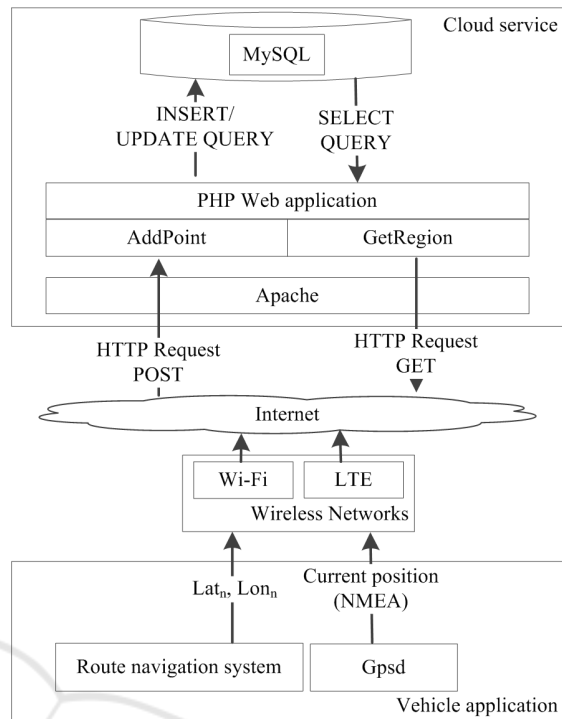 Cloud service
MySQL
INSERT/
UPDATE QUERY
SELECT
QUERY
PHP Web application
AddPoint
GetRegion
Apache
HTTP Request
POST
HTTP Request
GET
Internet
Wi-Fi
LTE
Wireless Networks
Latₙ, Lonₙ
Current position
(NMEA)
Route navigation system
Gpsd
Vehicle application